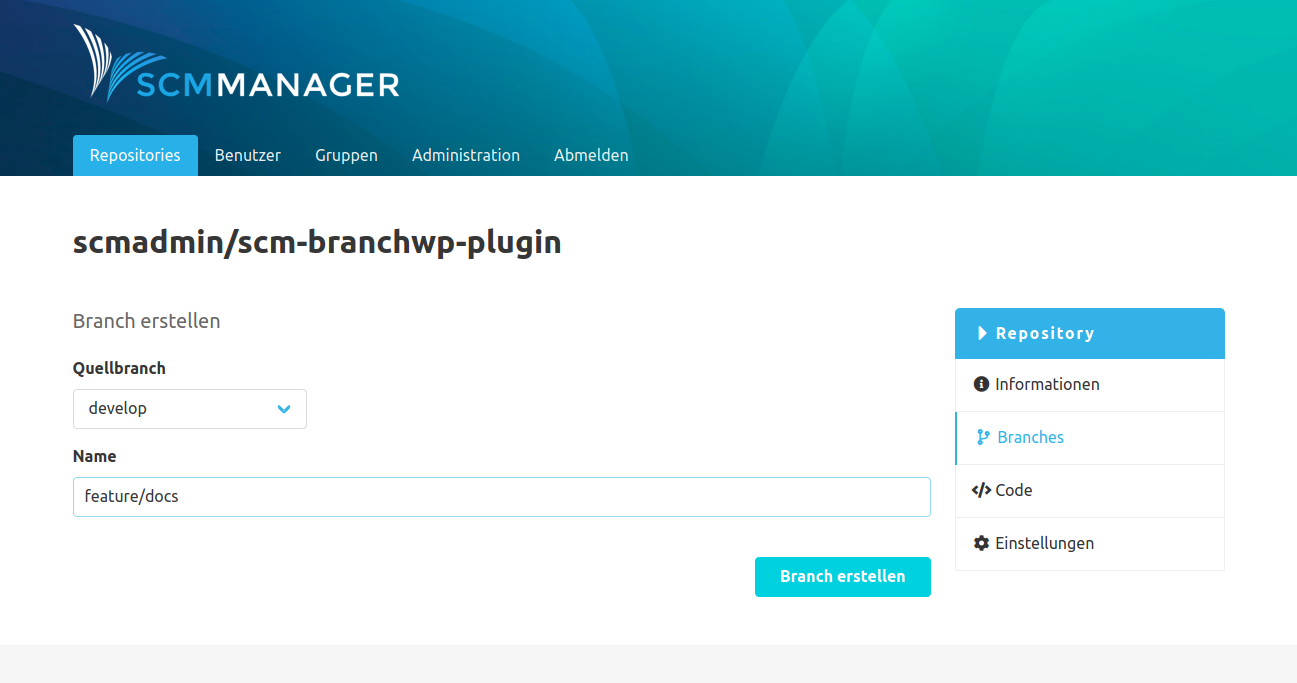 SCMMANAGER
Repositories Benutzer Gruppen Administration Abmelden
scmadmin/scm-branchwp-plugin
Branch erstellen
Quellbranch
develop
Name
feature/docs
Branch erstellen
Repository
Informationen
Branches
Code
Einstellungen